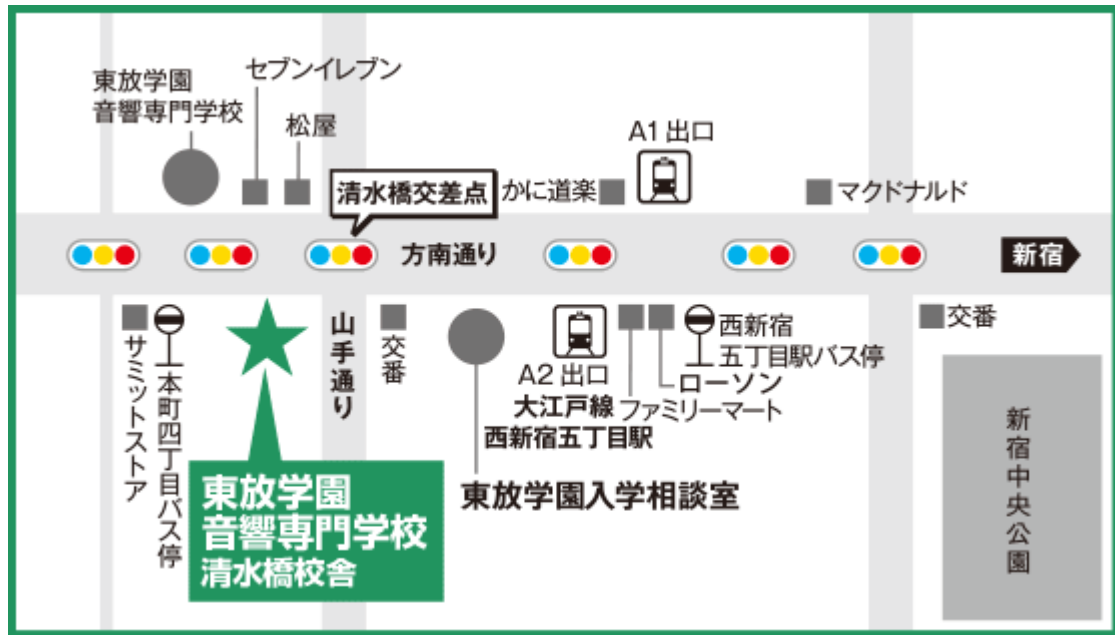 東放学園
音響専門学校
セブンイレブン
松屋
清水橋交差点
かに道楽
A1 出口
マクドナルド
方南通り
新宿
サミットストア
本町四丁目バス停
山手通り
交番
A2 出口
大江戸線
西新宿五丁目駅
ファミリーマート
ローソン
西新宿
五丁目駅バス停
交番
東放学園
音響専門学校
清水橋校舎
東放学園入学相談室
新宿中央公園